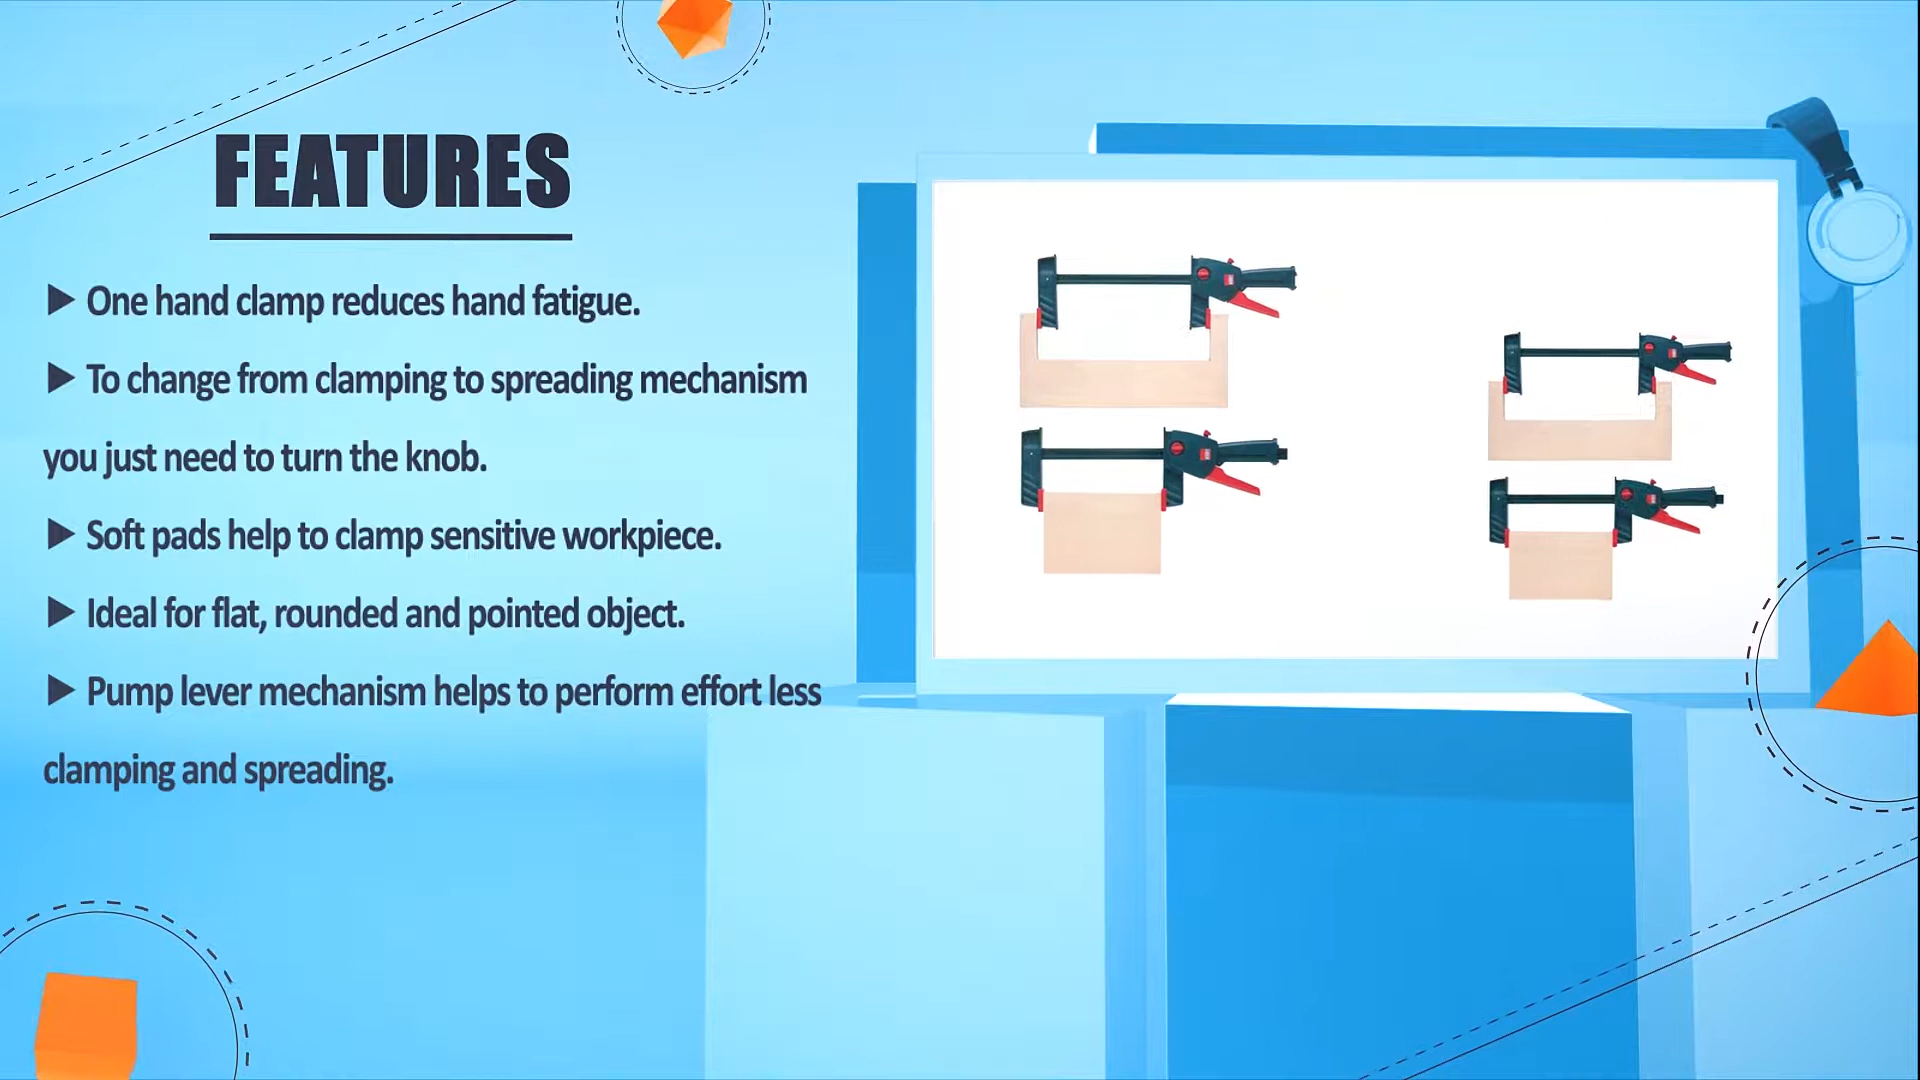 FEATURES
▶ One hand clamp reduces hand fatigue.
▶ To change from clamping to spreading mechanism
you just need to turn the knob.
▶ Soft pads help to clamp sensitive workpiece.
▶ Ideal for flat, rounded and pointed object.
▶ Pump lever mechanism helps to perform effort less
clamping and spreading.